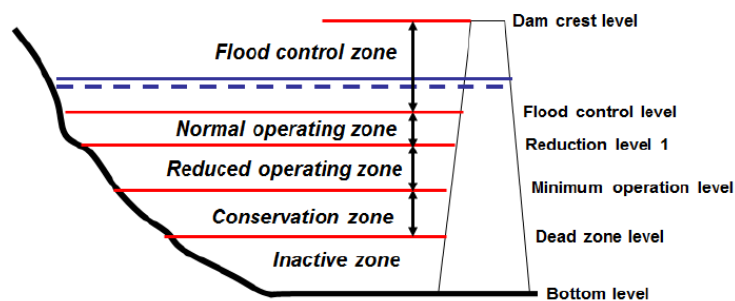 Dam crest level
Flood control zone
Flood control level
Normal operating zone
Reduction level 1
Reduced operating zone
Minimum operation level
Conservation zone
Dead zone level
Inactive zone
Bottom level